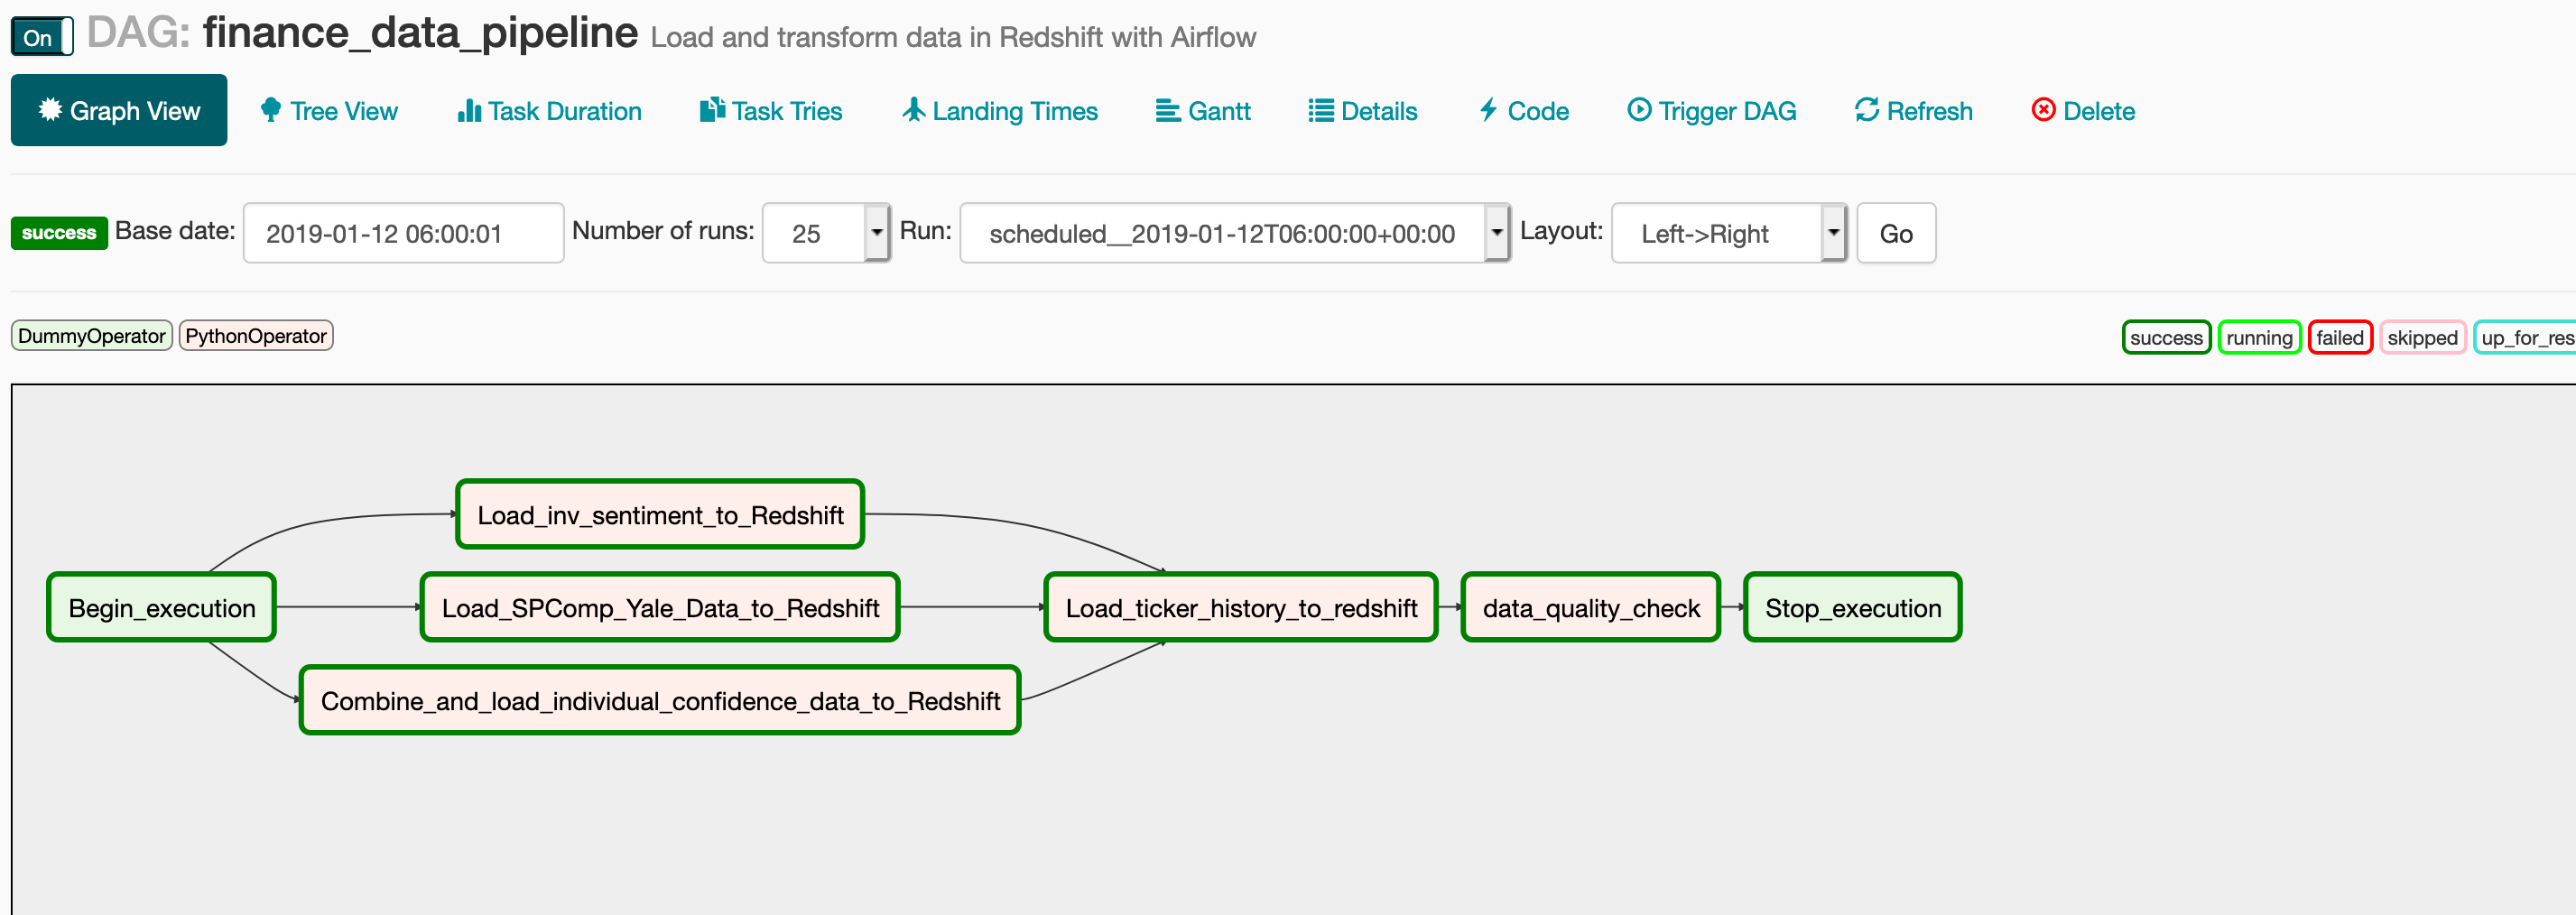 On DAG: finance_data_pipeline Load and transform data in Redshift with Airflow
Graph View Tree View Task Duration Task Tries Landing Times Gantt Details Code Trigger DAG Refresh Delete
success Base date: 2019-01-12 06:00:01 Number of runs: 25 Run: scheduled__2019-01-12T06:00:00+00:00 Layout: Left->Right Go
DummyOperator PythonOperator success running failed skipped up_for_res
Load_inv_sentiment_to_Redshift
Begin_execution Load_SPComp_Yale_Data_to_Redshift Load_ticker_history_to_redshift data_quality_check Stop_execution
Combine_and_load_individual_confidence_data_to_Redshift